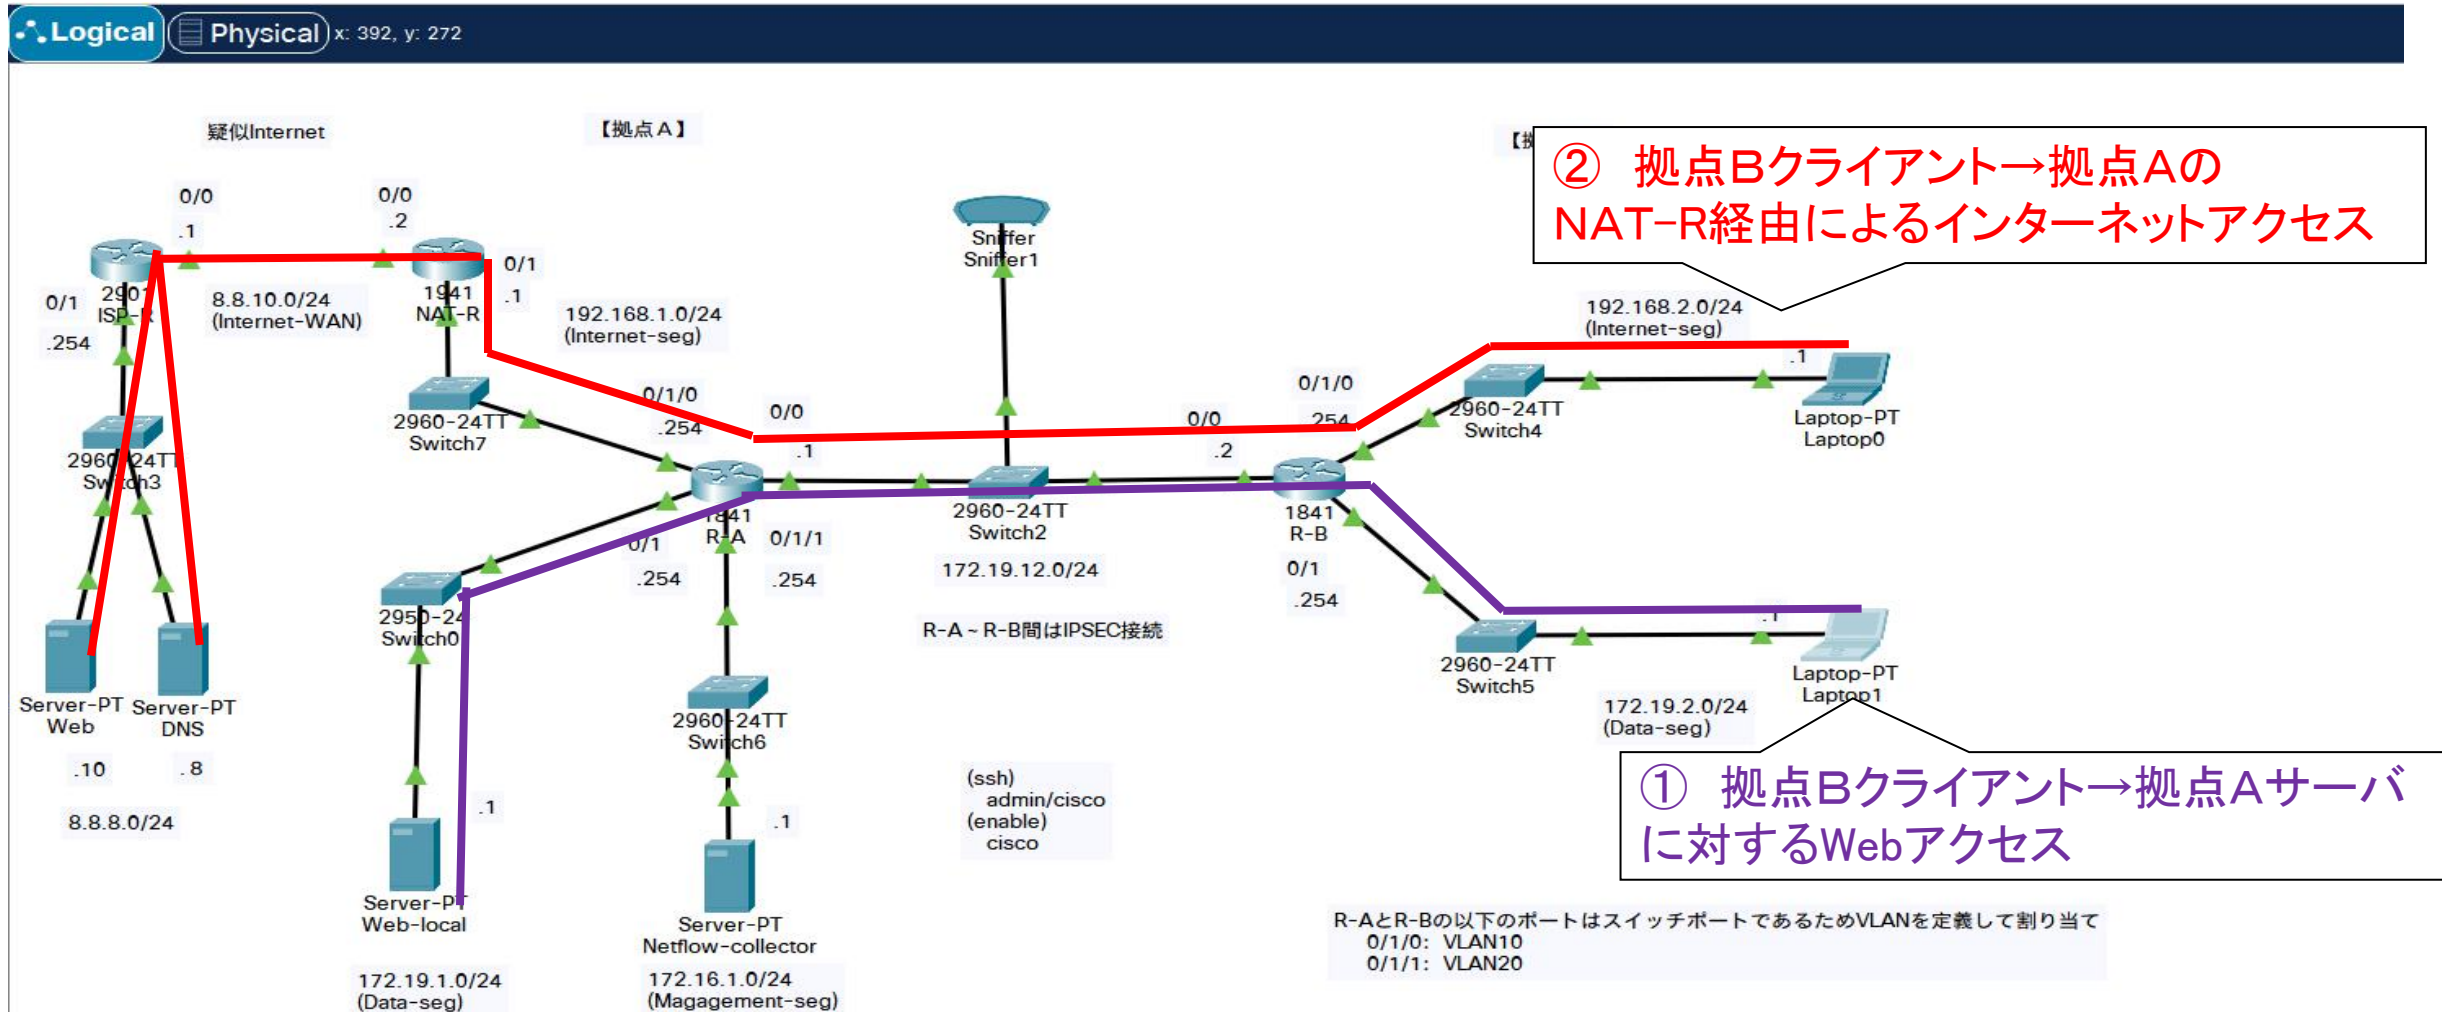 Logical
Physical
x: 392, y: 272
疑似Internet
【拠点A】
② 拠点Bクライアント→拠点Aの
NAT-R経由によるインターネットアクセス
0/0
.1
0/0
.2
2901
ISP-R
0/1
.254
8.8.10.0/24
(Internet-WAN)
1941
NAT-R
0/1
.1
192.168.1.0/24
(Internet-seg)
Sniffer
Sniffer1
192.168.2.0/24
(Internet-seg)
.1
2960-24TT
Switch3
2960-24TT
Switch7
0/1/0
.254
0/0
.1
0/0
.2
0/1/0
.254
2960-24TT
Switch4
Laptop-PT
Laptop0
1841
R-A
0/1
.254
0/1/1
.254
2960-24TT
Switch2
172.19.12.0/24
R-A~R-B間はIPSEC接続
1841
R-B
0/1
.254
2950-24
Switch0
2960-24TT
Switch6
2960-24TT
Switch5
.1
Laptop-PT
Laptop1
172.19.2.0/24
(Data-seg)
Server-PT
Web
.10
Server-PT
DNS
.8
8.8.8.0/24
.1
Server-PT
Web-local
172.19.1.0/24
(Data-seg)
.1
Server-PT
Netflow-collector
172.16.1.0/24
(Magagement-seg)
(ssh)
admin/cisco
(enable)
cisco
① 拠点Bクライアント→拠点Aサーバ
に対するWebアクセス
R-AとR-Bの以下のポートはスイッチポートであるためVLANを定義して割り当て
0/1/0: VLAN10
0/1/1: VLAN20